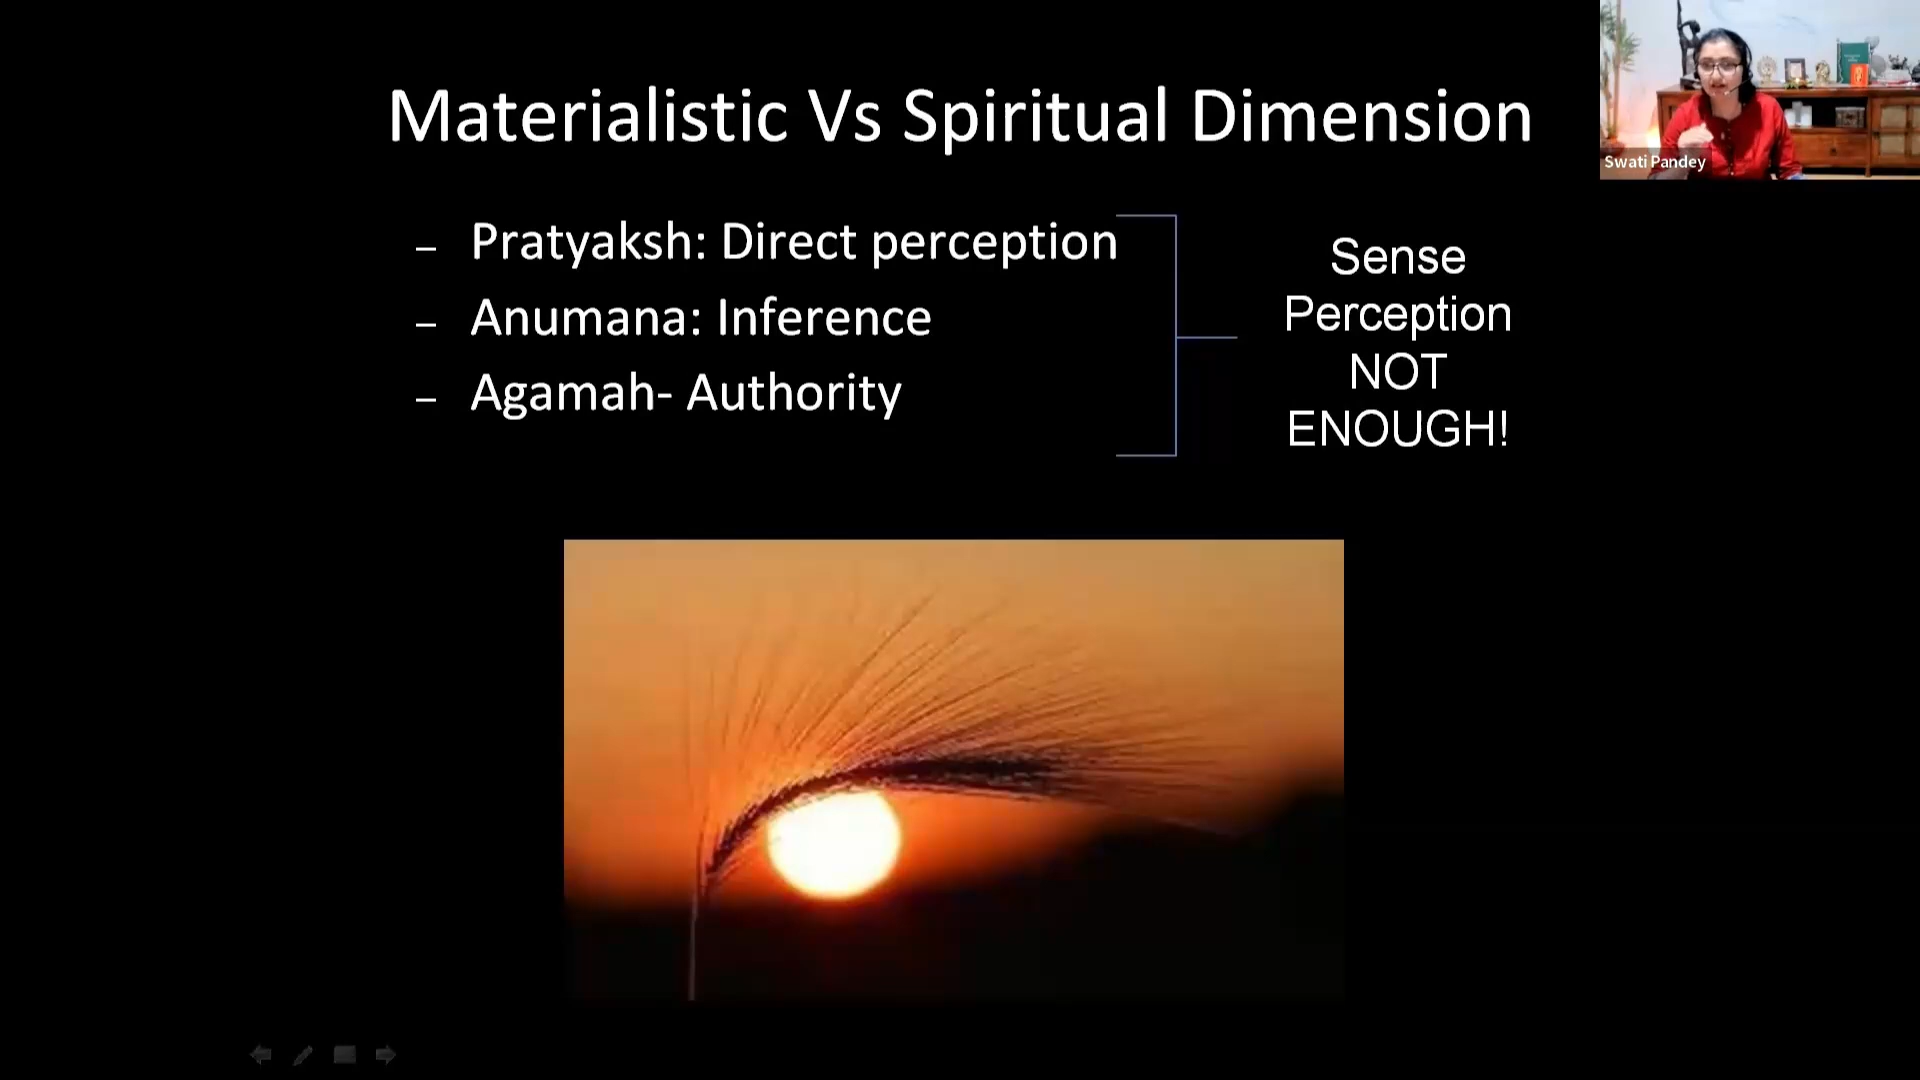 Materialistic Vs Spiritual Dimension
– Pratyaksh: Direct perception
– Anumana: Inference
– Agamah- Authority
Sense
Perception
NOT
ENOUGH!
Swati Pandey